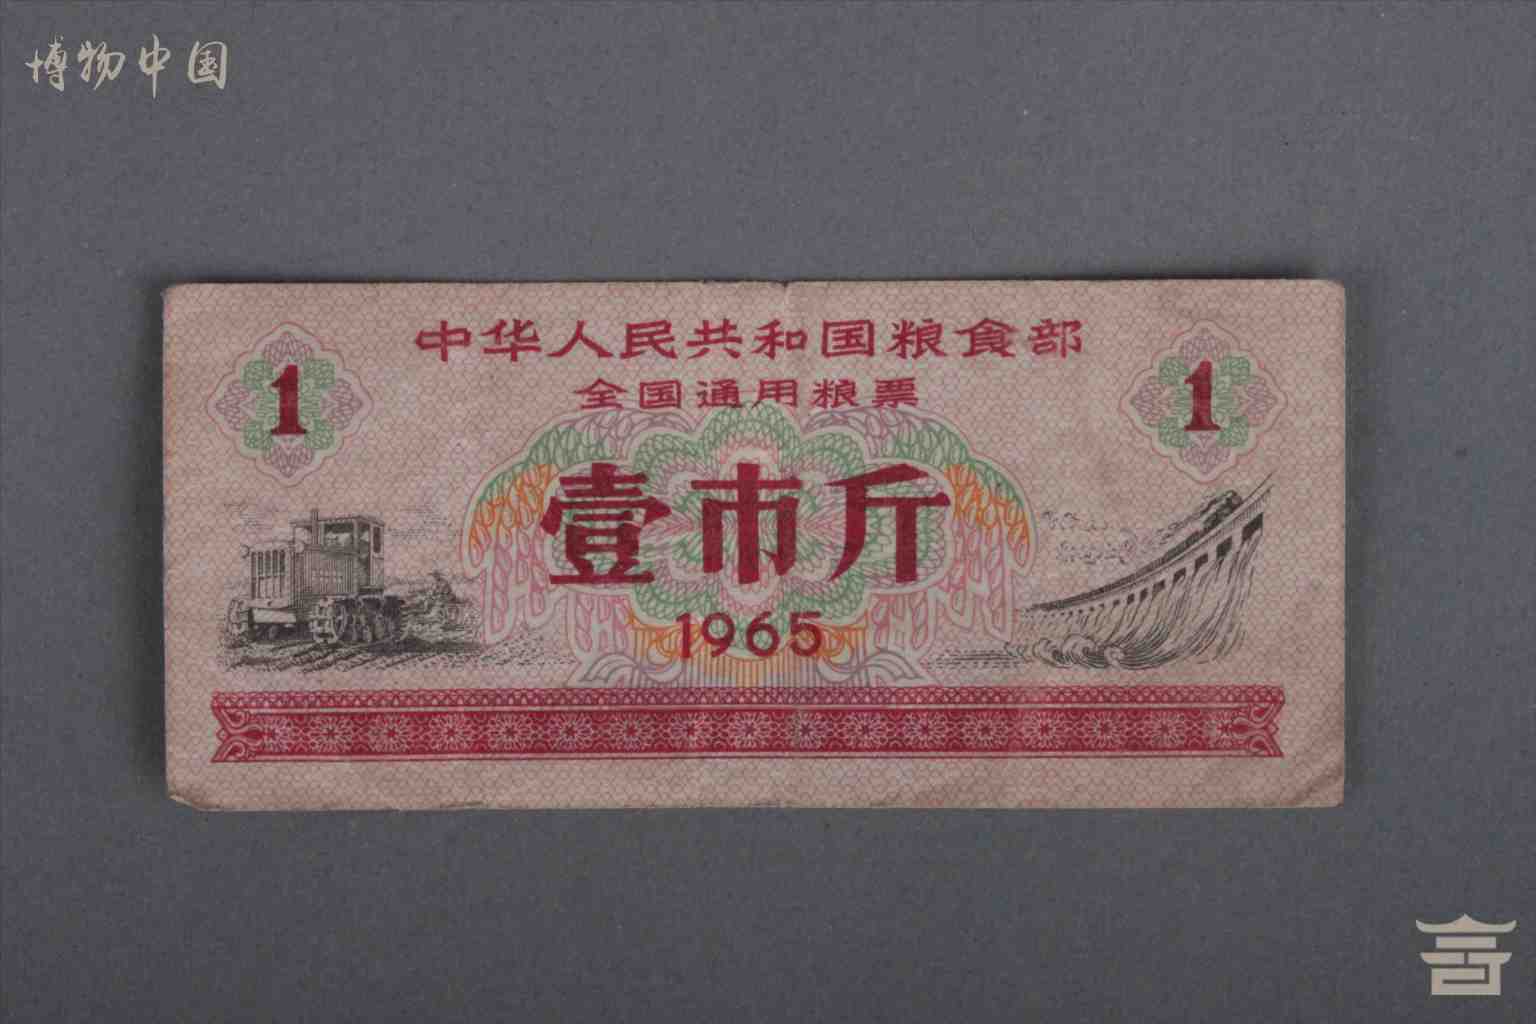 博物中国
中华人民共和国粮食部
全国通用粮票
1
1
壹市斤
1965